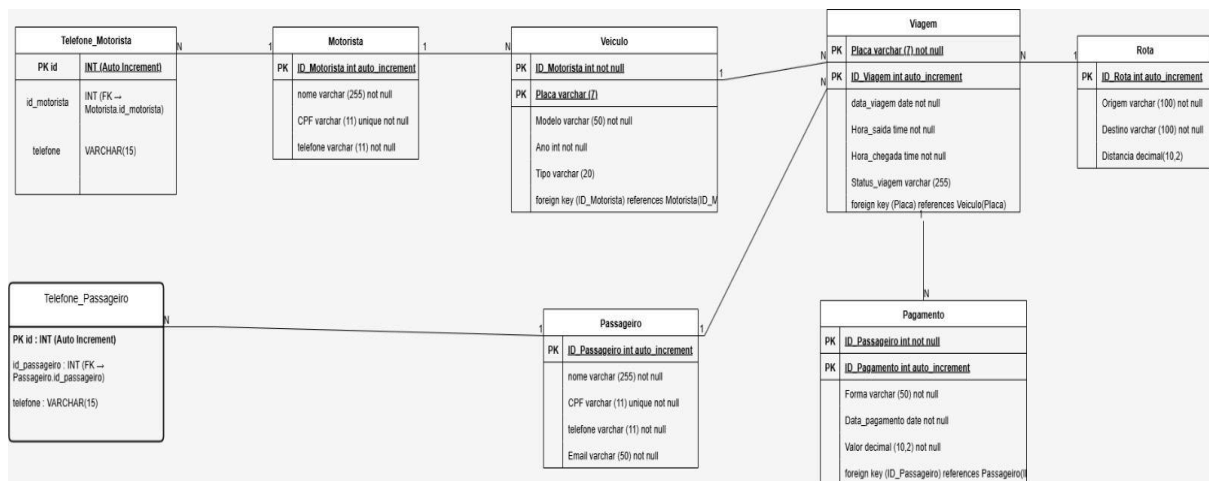 Telefone_Motorista
PK id
INT (Auto Increment)
id_motorista
INT (FK →
Motorista.id_motorista)
telefone
VARCHAR(15)
N
1
Motorista
PK
ID_Motorista int auto_increment
nome varchar (255) not null
CPF varchar (11) unique not null
telefone varchar (11) not null
1
N
Veiculo
PK
ID_Motorista int not null
PK
Placa varchar (7)
Modelo varchar (50) not null
Ano int not null
Tipo varchar (20)
foreign key (ID_Motorista) references Motorista(ID_M
1
N
N
Viagem
PK
Placa varchar (7) not null
PK
ID_Viagem int auto_increment
data_viagem date not null
Hora_saida time not null
Hora_chegada time not null
Status_viagem varchar (255)
foreign key (Placa) references Veiculo(Placa)
N
1
Rota
PK
ID_Rota int auto_increment
Origem varchar (100) not null
Destino varchar (100) not null
Distancia decimal(10,2)
1
N
Telefone_Passageiro
PK id : INT (Auto Increment)
id_passageiro : INT (FK →
Passageiro.id_passageiro)
telefone : VARCHAR(15)
N
1
Passageiro
PK
ID_Passageiro int auto_increment
nome varchar (255) not null
CPF varchar (11) unique not null
telefone varchar (11) not null
Email varchar (50) not null
1
Pagamento
PK
ID_Passageiro int not null
PK
ID_Pagamento int auto_increment
Forma varchar (50) not null
Data_pagamento date not null
Valor decimal (10,2) not null
foreign key (ID_Passageiro) references Passageiro(I